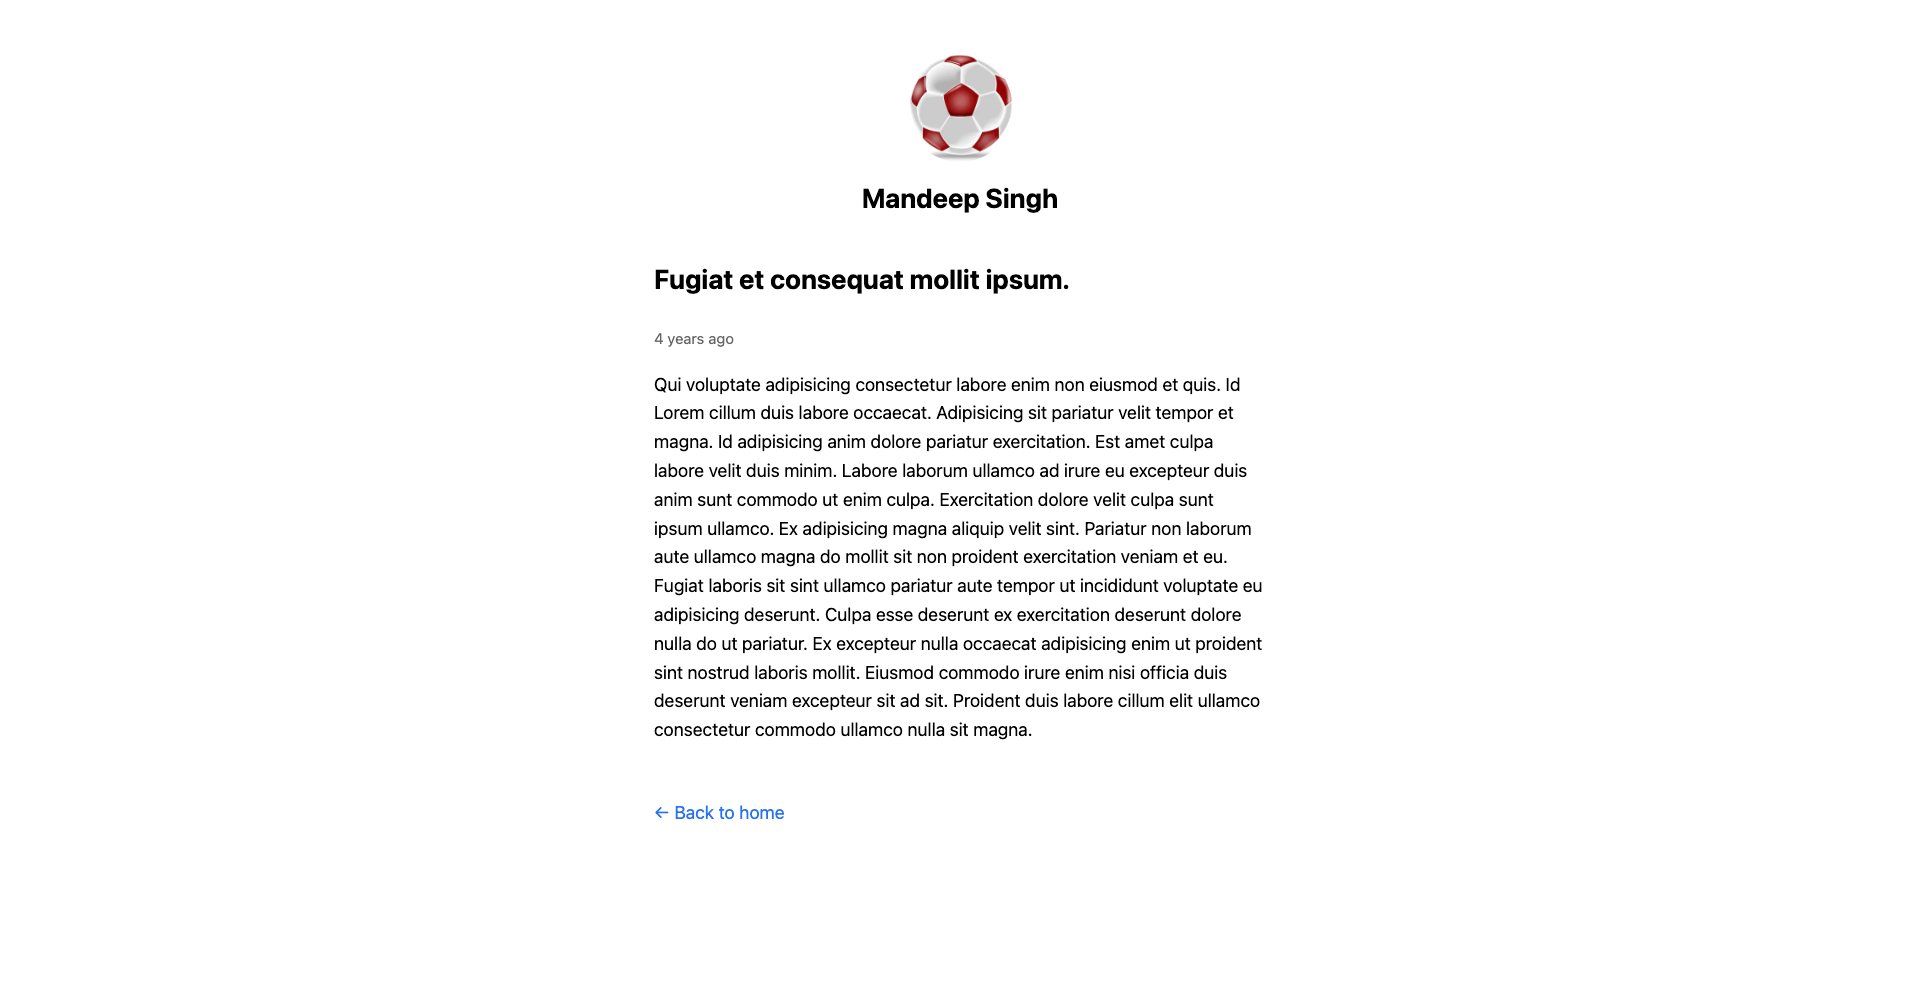 Mandeep Singh
Fugiat et consequat mollit ipsum.
4 years ago
Qui voluptate adipisicing consectetur labore enim non eiusmod et quis. Id
Lorem cillum duis labore occaecat. Adipisicing sit pariatur velit tempor et
magna. Id adipisicing anim dolore pariatur exercitation. Est amet culpa
labore velit duis minim. Labore laborum ullamco ad irure eu excepteur duis
anim sunt commodo ut enim culpa. Exercitation dolore velit culpa sunt
ipsum ullamco. Ex adipisicing magna aliquip velit sint. Pariatur non laborum
aute ullamco magna do mollit sit non proident exercitation veniam et eu.
Fugiat laboris sit sint ullamco pariatur aute tempor ut incididunt voluptate eu
adipisicing deserunt. Culpa esse deserunt ex exercitation deserunt dolore
nulla do ut pariatur. Ex excepteur nulla occaecat adipisicing enim ut proident
sint nostrud laboris mollit. Eiusmod commodo irure enim nisi officia duis
deserunt veniam excepteur sit ad sit. Proident duis labore cillum elit ullamco
consectetur commodo ullamco nulla sit magna.
← Back to home